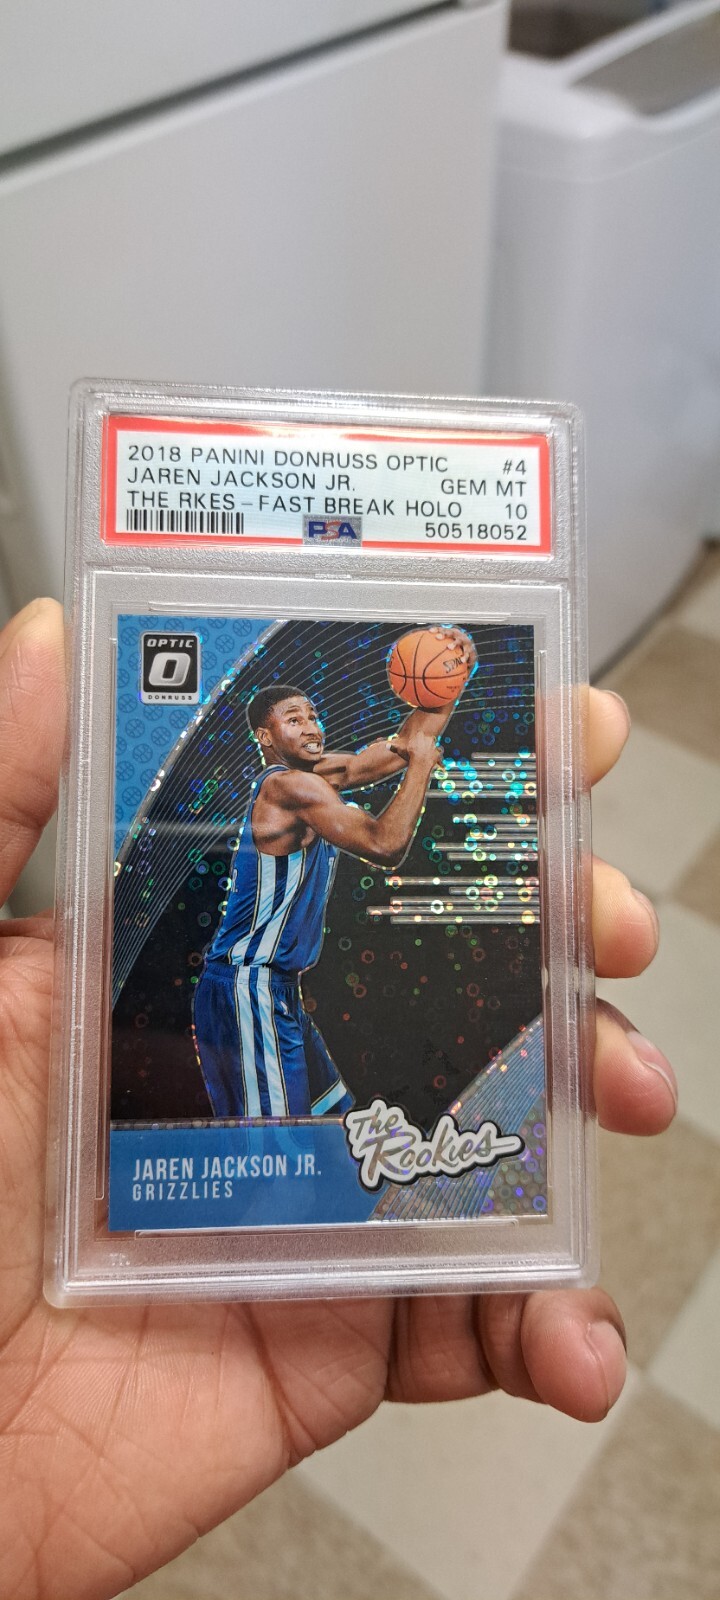 2018 PANINI DONRUSS OPTIC #4
JAREN JACKSON JR. GEM MT
THE RKES - FAST BREAK HOLO 10
PSA 50518052
OPTIC
DONRUSS
SPALDING
The
Rookies
JAREN JACKSON JR.
GRIZZLIES